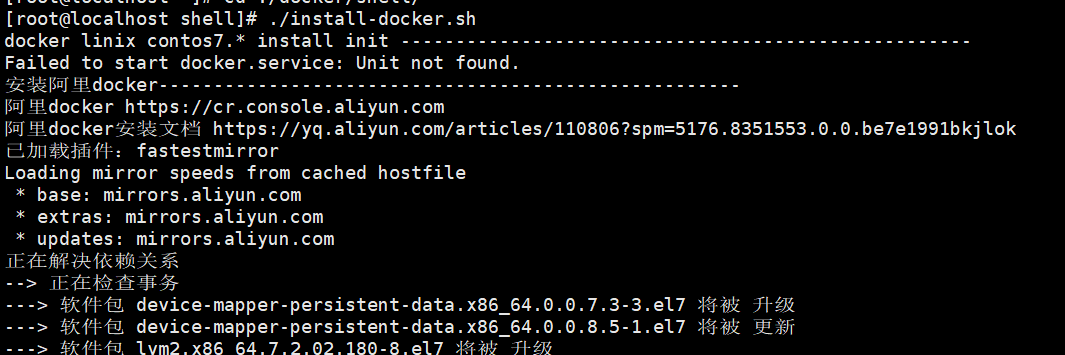 [root@localhost ~]# cd ./docker/shell/
[root@localhost shell]# ./install-docker.sh
docker linix contos7.* install init ----------------------------------------------------
Failed to start docker.service: Unit not found.
安装阿里docker-----------------------------------------------------
阿里docker https://cr.console.aliyun.com
阿里docker安装文档 https://yq.aliyun.com/articles/110806?spm=5176.8351553.0.0.be7e1991bkjlok
已加载插件：fastestmirror
Loading mirror speeds from cached hostfile
 * base: mirrors.aliyun.com
 * extras: mirrors.aliyun.com
 * updates: mirrors.aliyun.com
正在解决依赖关系
--> 正在检查事务
---> 软件包 device-mapper-persistent-data.x86_64.0.0.7.3-3.el7 将被 升级
---> 软件包 device-mapper-persistent-data.x86_64.0.0.8.5-1.el7 将被 更新
---> 软件包 lvm2.x86_64.7.2.02.180-8.el7 将被 升级